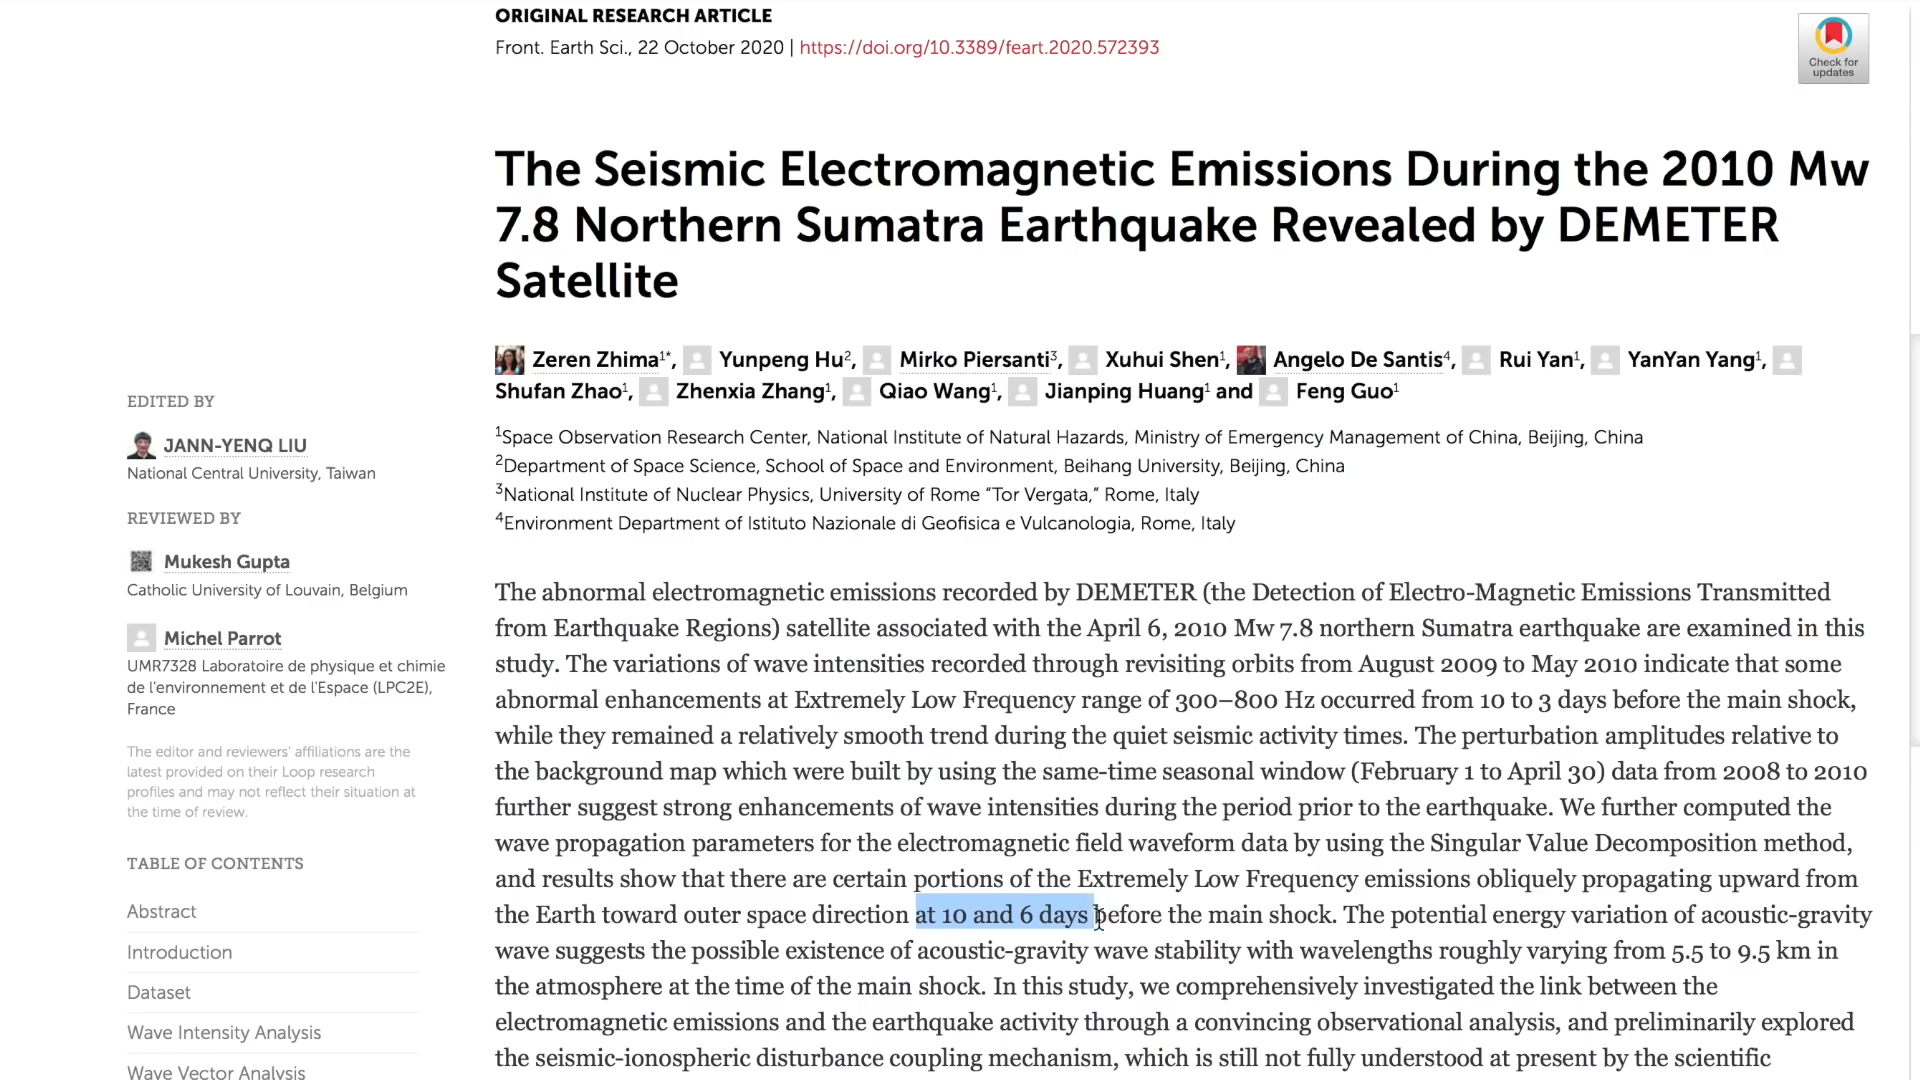 ORIGINAL RESEARCH ARTICLE
Front. Earth Sci., 22 October 2020 | https://doi.org/10.3389/feart.2020.572393
Check for
updates
The Seismic Electromagnetic Emissions During the 2010 Mw
7.8 Northern Sumatra Earthquake Revealed by DEMETER
Satellite
Zeren Zhima1*, Yunpeng Hu2, Mirko Piersanti3, Xuhui Shen1, Angelo De Santis4, Rui Yan1, YanYan Yang1,
Shufan Zhao1, Zhenxia Zhang1, Qiao Wang1, Jianping Huang1 and Feng Guo1
1Space Observation Research Center, National Institute of Natural Hazards, Ministry of Emergency Management of China, Beijing, China
2Department of Space Science, School of Space and Environment, Beihang University, Beijing, China
3National Institute of Nuclear Physics, University of Rome “Tor Vergata,” Rome, Italy
4Environment Department of Istituto Nazionale di Geofisica e Vulcanologia, Rome, Italy
EDITED BY
JANN-YENQ LIU
National Central University, Taiwan
REVIEWED BY
Mukesh Gupta
Catholic University of Louvain, Belgium
Michel Parrot
UMR7328 Laboratoire de physique et chimie
de l'environnement et de l'Espace (LPC2E),
France
The editor and reviewers' affiliations are the
latest provided on their Loop research
profiles and may not reflect their situation at
the time of review.
TABLE OF CONTENTS
Abstract
Introduction
Dataset
Wave Intensity Analysis
Wave Vector Analysis
The abnormal electromagnetic emissions recorded by DEMETER (the Detection of Electro-Magnetic Emissions Transmitted
from Earthquake Regions) satellite associated with the April 6, 2010 Mw 7.8 northern Sumatra earthquake are examined in this
study. The variations of wave intensities recorded through revisiting orbits from August 2009 to May 2010 indicate that some
abnormal enhancements at Extremely Low Frequency range of 300–800 Hz occurred from 10 to 3 days before the main shock,
while they remained a relatively smooth trend during the quiet seismic activity times. The perturbation amplitudes relative to
the background map which were built by using the same-time seasonal window (February 1 to April 30) data from 2008 to 2010
further suggest strong enhancements of wave intensities during the period prior to the earthquake. We further computed the
wave propagation parameters for the electromagnetic field waveform data by using the Singular Value Decomposition method,
and results show that there are certain portions of the Extremely Low Frequency emissions obliquely propagating upward from
the Earth toward outer space direction at 10 and 6 days before the main shock. The potential energy variation of acoustic-gravity
wave suggests the possible existence of acoustic-gravity wave stability with wavelengths roughly varying from 5.5 to 9.5 km in
the atmosphere at the time of the main shock. In this study, we comprehensively investigated the link between the
electromagnetic emissions and the earthquake activity through a convincing observational analysis, and preliminarily explored
the seismic-ionospheric disturbance coupling mechanism, which is still not fully understood at present by the scientific